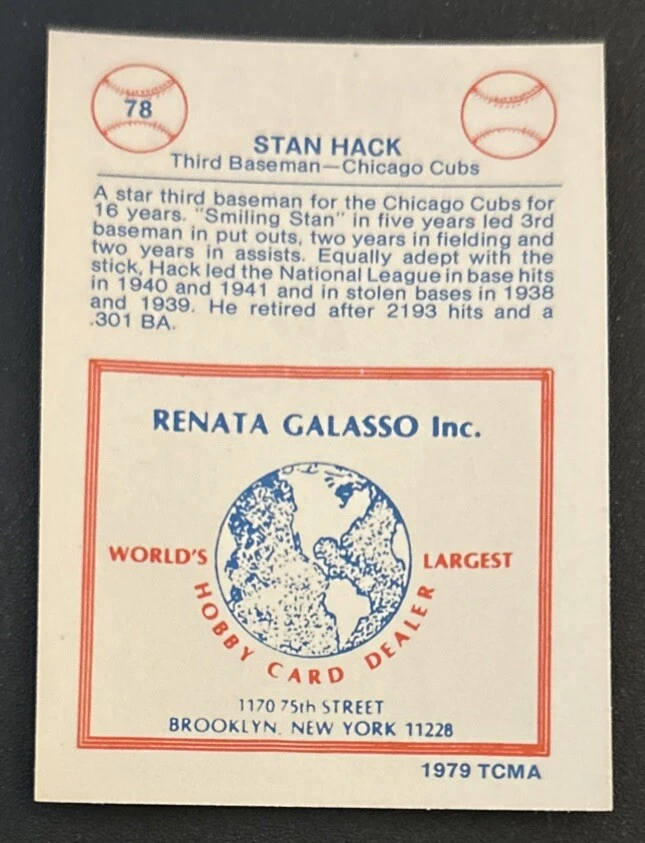 78
STAN HACK
Third Baseman—Chicago Cubs
A star third baseman for the Chicago Cubs for
16 years. "Smiling Stan" in five years led 3rd
baseman in put outs, two years in fielding and
two years in assists. Equally adept with the
stick, Hack led the National League in base hits
in 1940 and 1941 and in stolen bases in 1938
and 1939. He retired after 2193 hits and a
.301 BA.
RENATA GALASSO Inc.
WORLD'S LARGEST
HOBBY CARD DEALER
1170 75th STREET
BROOKLYN, NEW YORK 11228
1979 TCMA